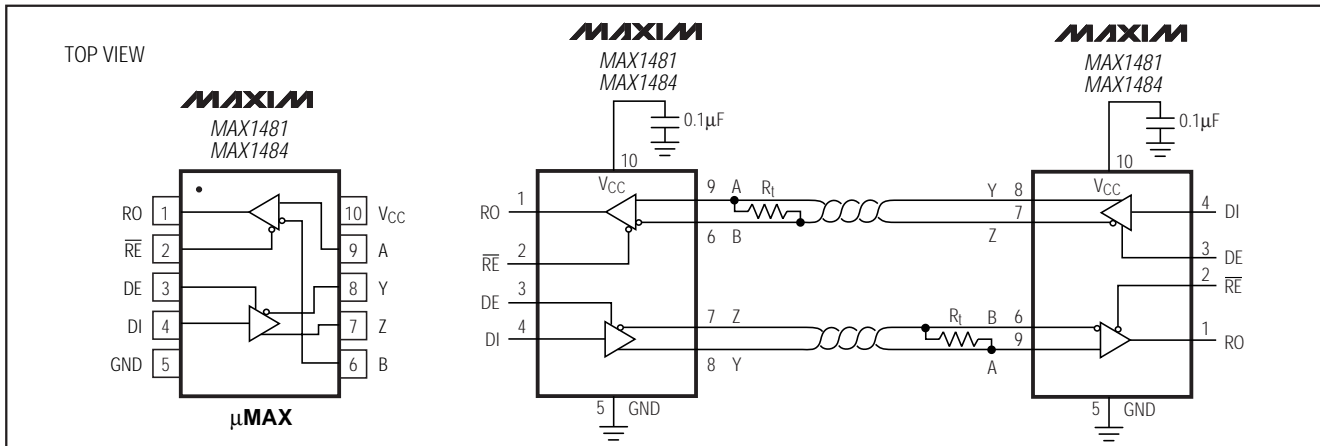 TOP VIEW
MAXIM
MAX1481
MAX1484
RO 1
RE 2
DE 3
DI 4
GND 5
10 VCC
9 A
8 Y
7 Z
6 B
µMAX
MAXIM
MAX1481
MAX1484
0.1µF
10
VCC
1
RO
2
RE
3
DE
4
DI
9 A Rt
6 B
7 Z
8 Y
5 GND
MAXIM
MAX1481
MAX1484
0.1µF
10
VCC
Y 8
7
Z
4
DI
3
DE
2
RE
Rt B 6
9
A
1
RO
5 GND